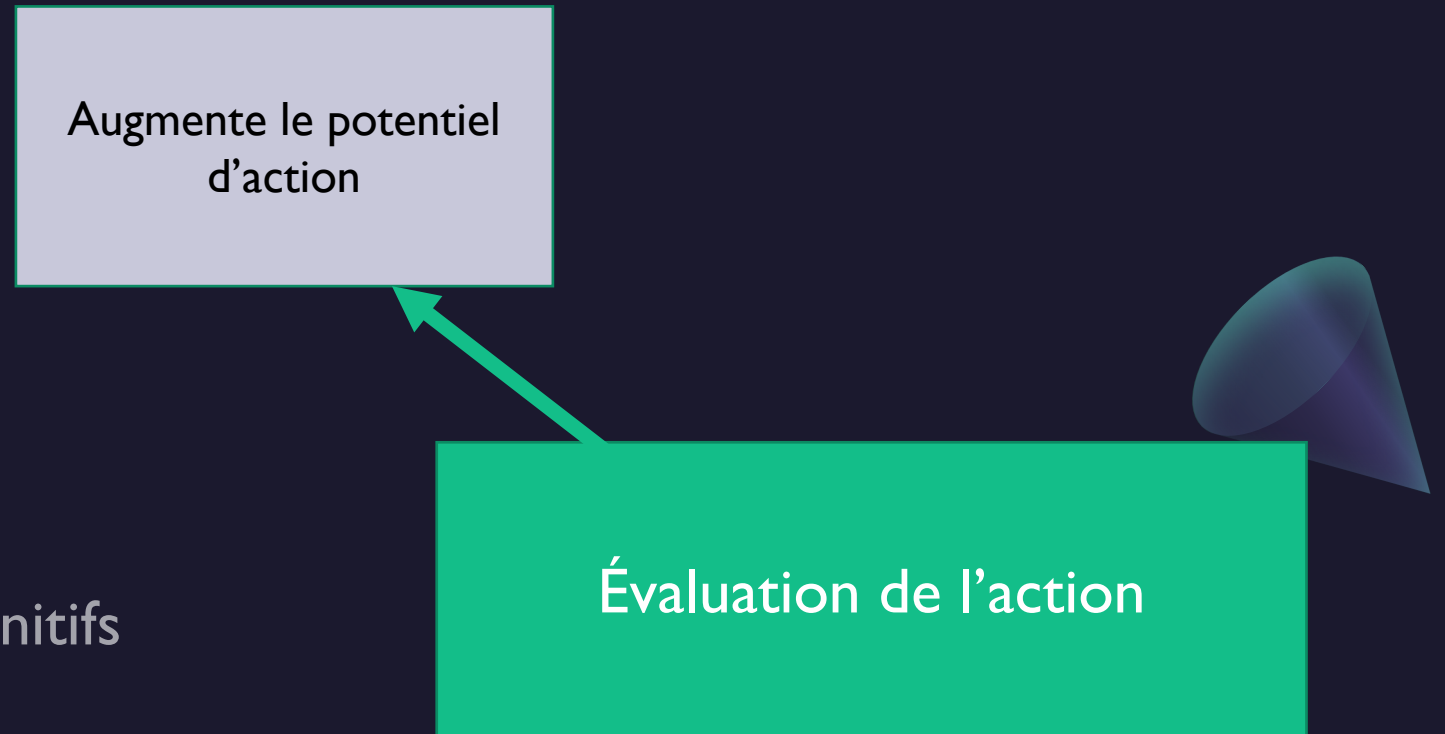 Augmente le potentiel
d’action
Évaluation de l’action
nitifs